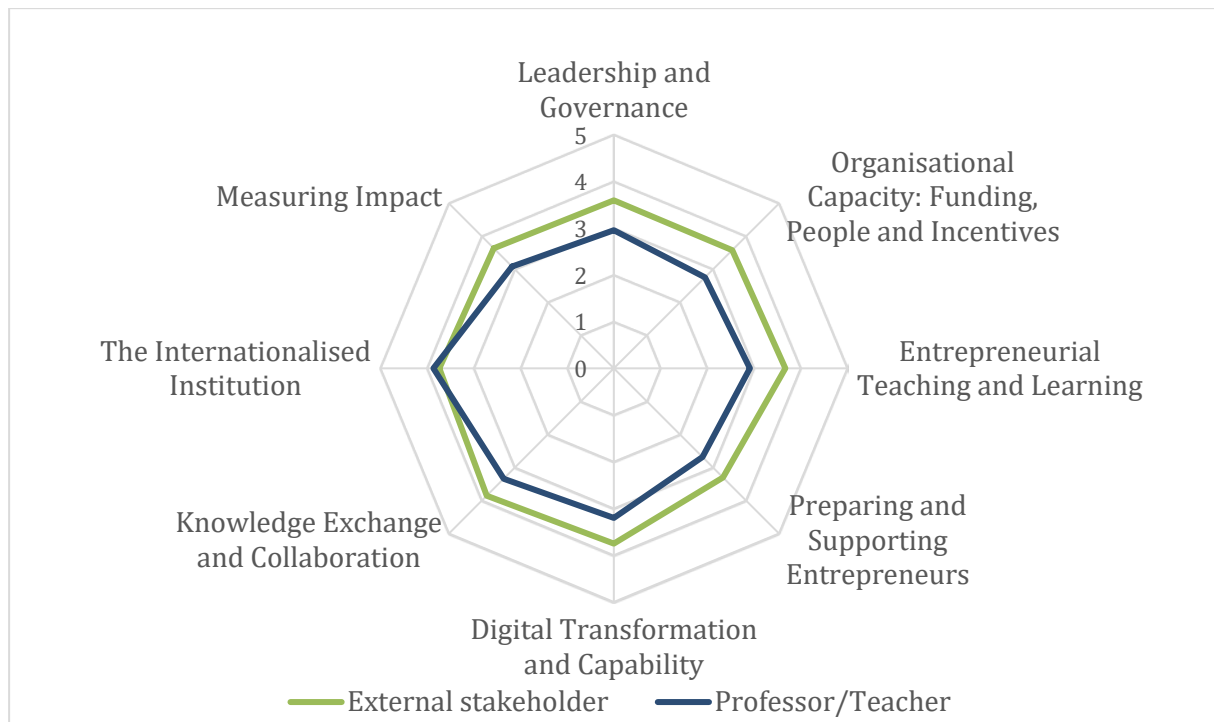 Leadership and
Governance
Organisational
Capacity: Funding,
People and Incentives
Entrepreneurial
Teaching and Learning
Preparing and
Supporting
Entrepreneurs
Digital Transformation
and Capability
Knowledge Exchange
and Collaboration
The Internationalised
Institution
Measuring Impact
5
4
3
2
1
0
External stakeholder
Professor/Teacher